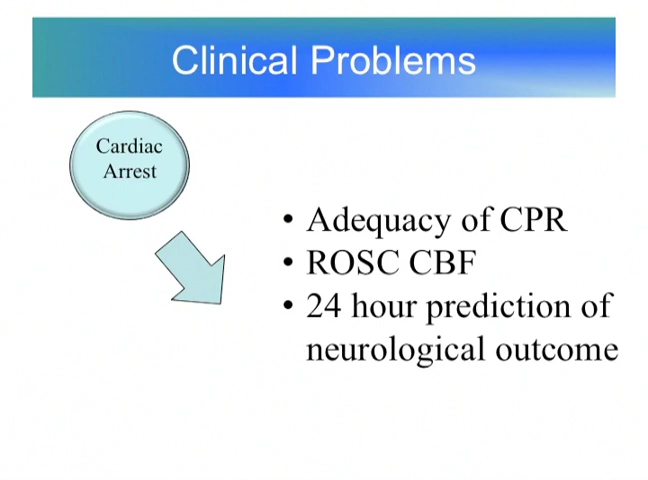 Clinical Problems
Cardiac
Arrest
• Adequacy of CPR
• ROSC CBF
• 24 hour prediction of
neurological outcome